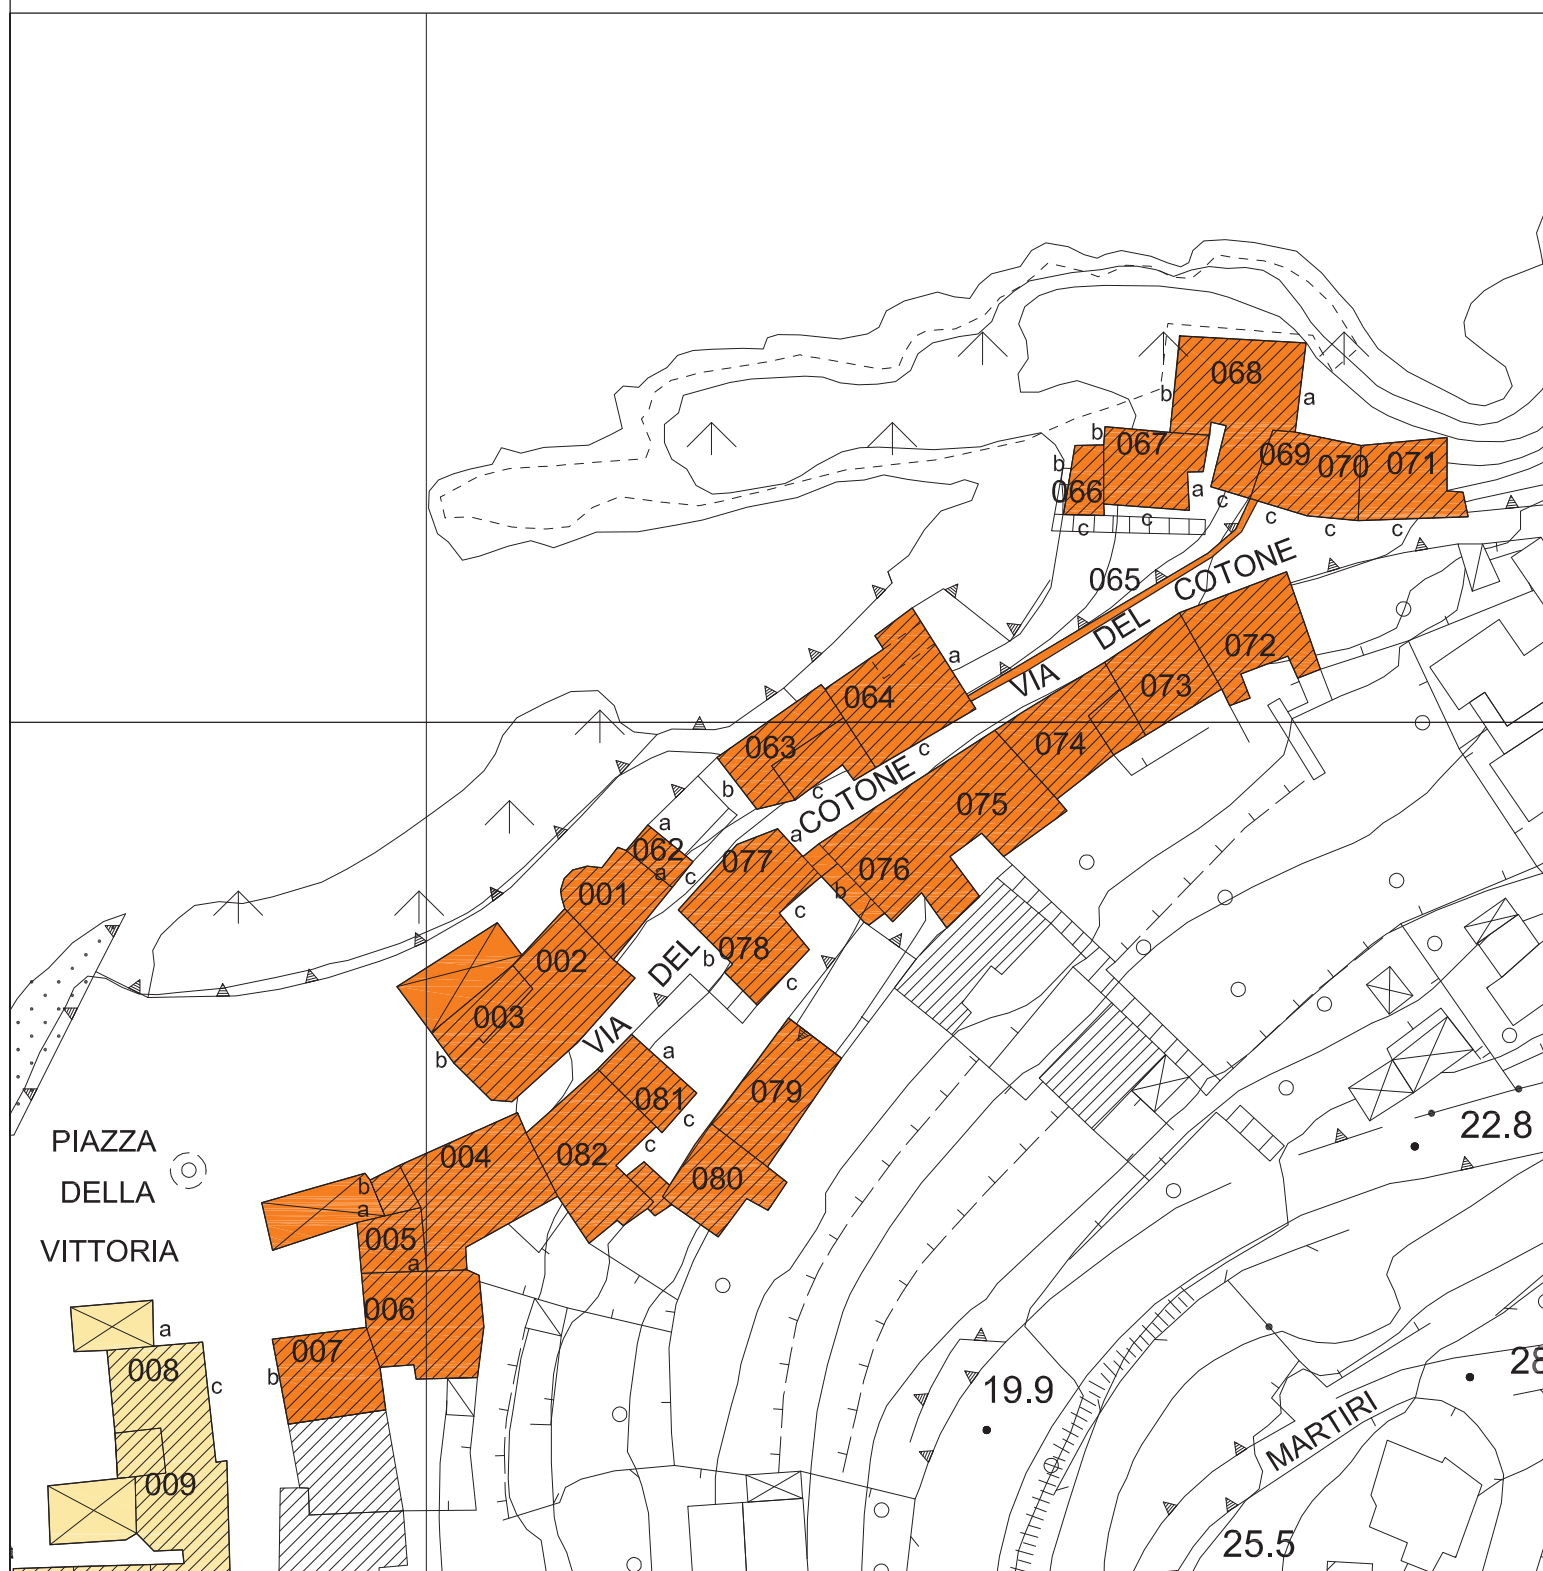 068
b
a
b
067
069
070
071
b
066
a
c
c
c
c
c
c
065
VIA DEL COTONE
072
a
064
073
063
c
074
b
c
075
a
062
a
a
077
076
001
c
b
c
002
078
b
c
003
VIA DEL COTONE
b
a
079
081
c
PIAZZA
DELLA
VITTORIA
004
082
c
080
b
a
005
a
006
007
b
a
008
c
009
a
22.8
28
19.9
MARTIRI
25.5